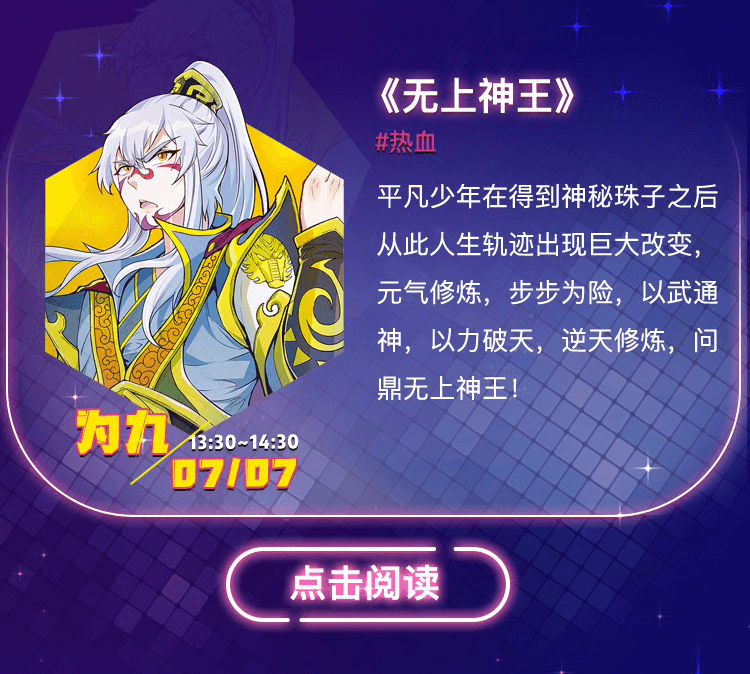 《无上神王》
#热血
平凡少年在得到神秘珠子之后
从此人生轨迹出现巨大改变，
元气修炼，步步为险，以武通
神，以力破天，逆天修炼，问
鼎无上神王！
为九
13:30~14:30
07/07
点击阅读